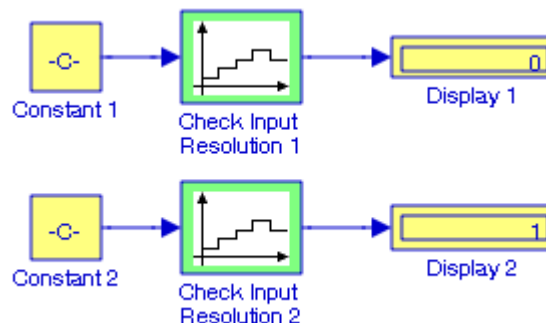 -C-
Constant 1
Check Input
Resolution 1
0
Display 1
-C-
Constant 2
Check Input
Resolution 2
1
Display 2